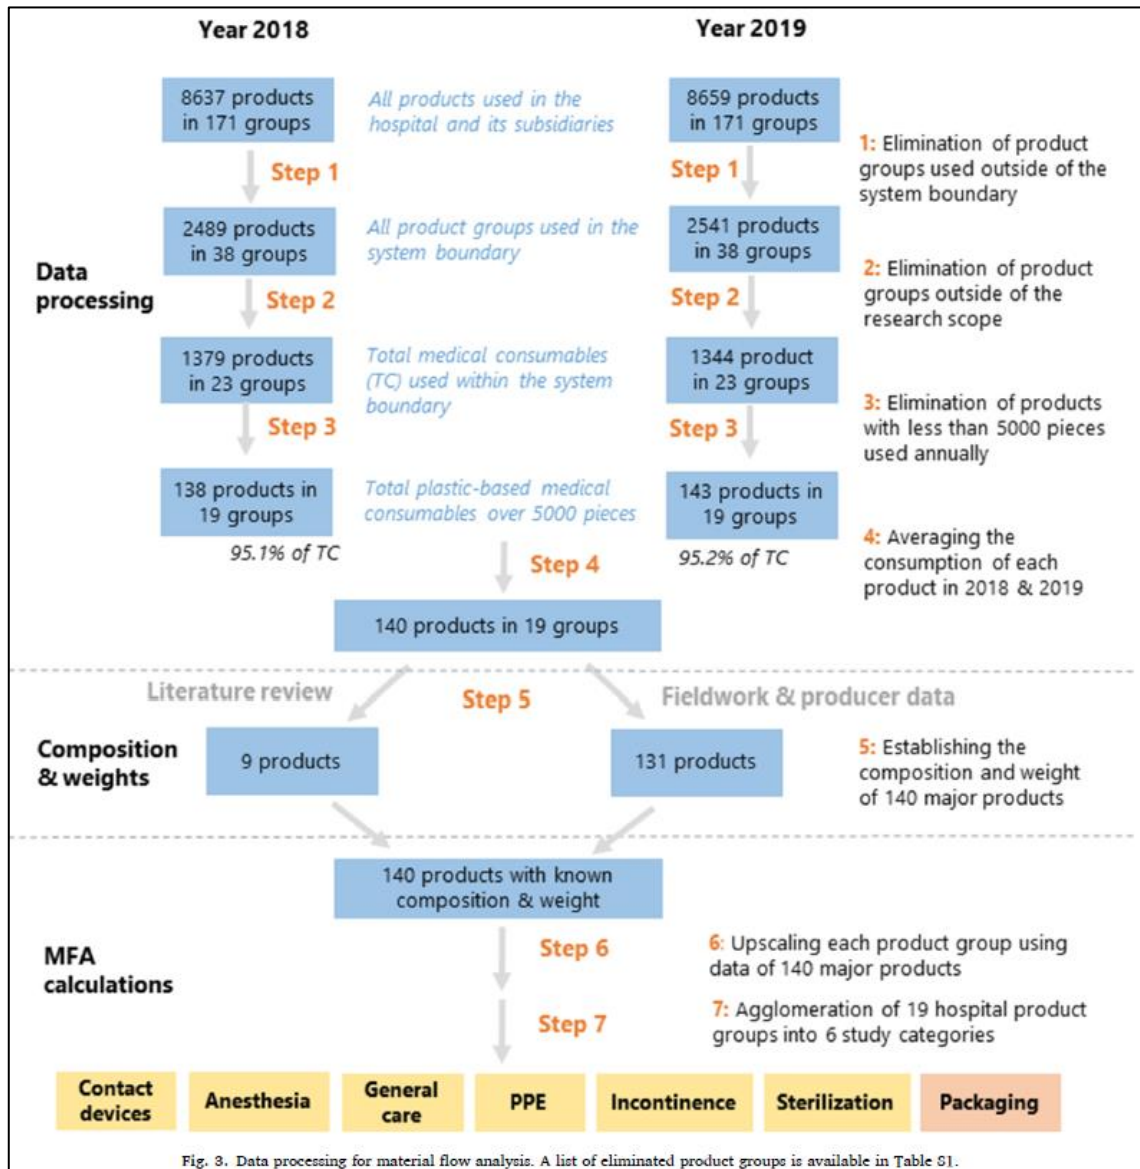 Year 2018
Year 2019
8637 products
in 171 groups
All products used in the
hospital and its subsidiaries
8659 products
in 171 groups
Step 1
Step 1
1: Elimination of product
groups used outside of the
system boundary
Data
processing
2489 products
in 38 groups
All product groups used in the
system boundary
2541 products
in 38 groups
Step 2
Step 2
2: Elimination of product
groups outside of the
research scope
1379 products
in 23 groups
Total medical consumables
(TC) used within the system
boundary
1344 product
in 23 groups
Step 3
Step 3
3: Elimination of products
with less than 5000 pieces
used annually
138 products in
19 groups
Total plastic-based medical
consumables over 5000 pieces
143 products in
19 groups
95.1% of TC
95.2% of TC
Step 4
4: Averaging the
consumption of each
product in 2018 & 2019
140 products in 19 groups
Literature review
Step 5
Fieldwork & producer data
Composition
& weights
9 products
131 products
5: Establishing the
composition and weight
of 140 major products
140 products with known
composition & weight
MFA
calculations
Step 6
6: Upscaling each product group using
data of 140 major products
Step 7
7: Agglomeration of 19 hospital product
groups into 6 study categories
Contact
devices
Anesthesia
General
care
PPE
Incontinence
Sterilization
Packaging
Fig. 3. Data processing for material flow analysis. A list of eliminated product groups is available in Table S1.